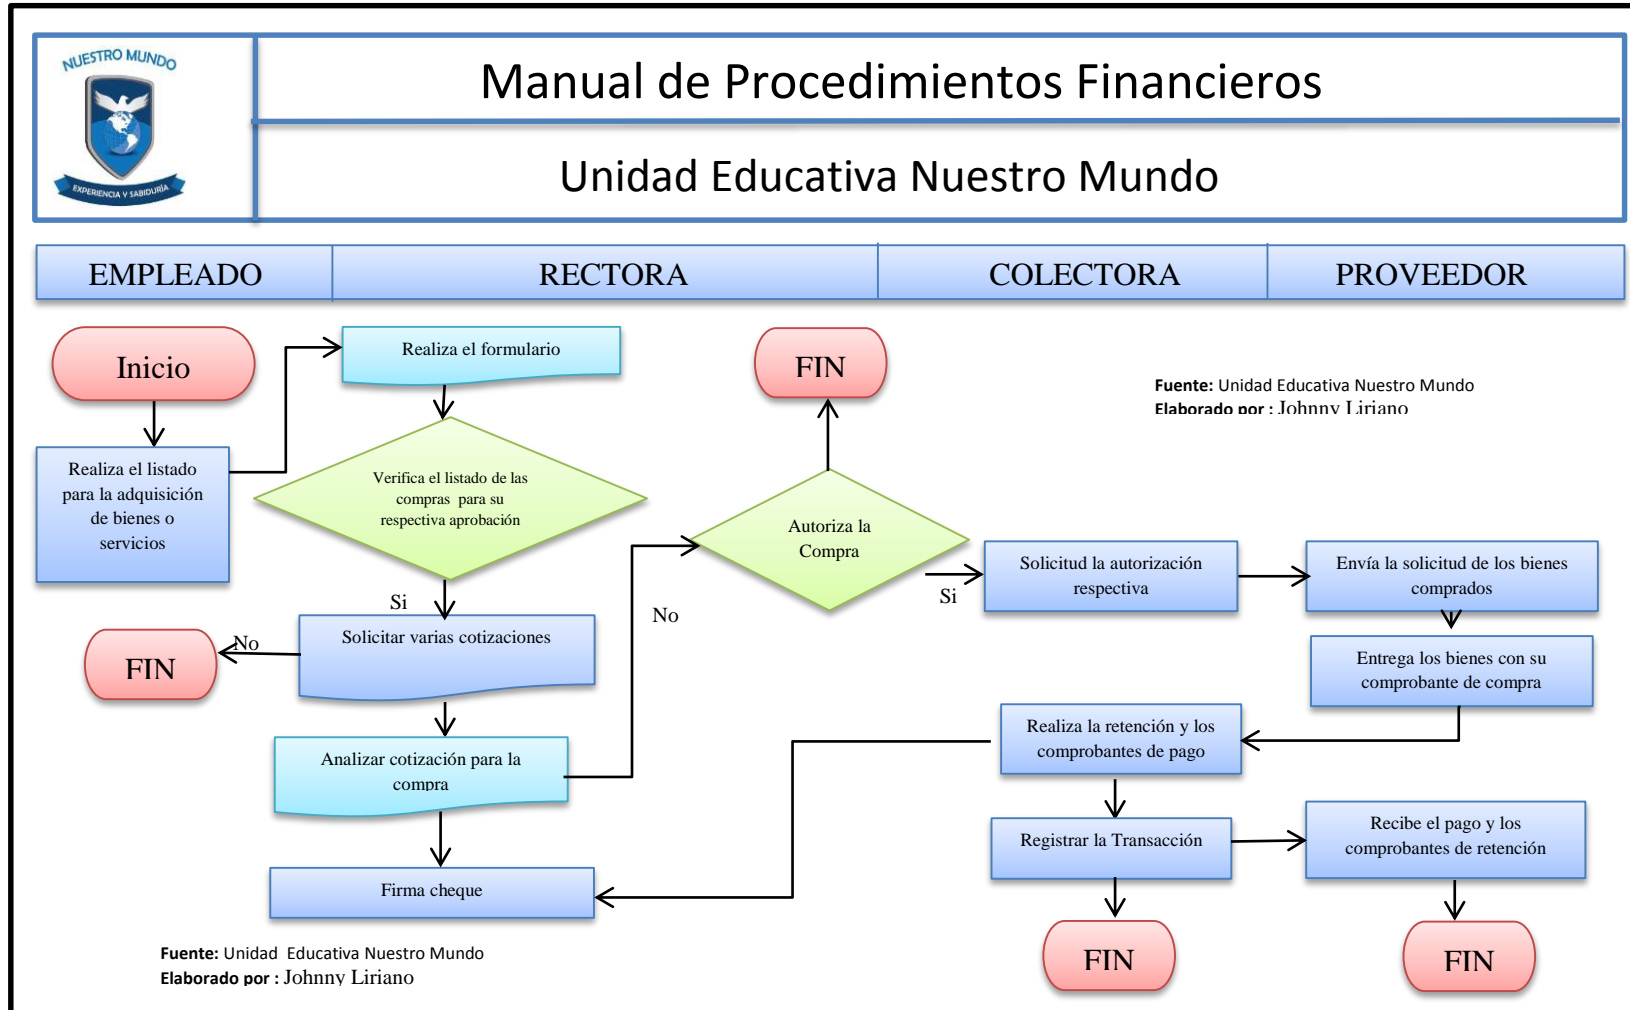 NUESTRO MUNDO
EXPERIENCIA Y SABIDURÍA
Manual de Procedimientos Financieros
Unidad Educativa Nuestro Mundo
EMPLEADO
RECTORA
COLECTORA
PROVEEDOR
Inicio
Realiza el formulario
FIN
Fuente: Unidad Educativa Nuestro Mundo
Elaborado por : Johnny Liriano
Realiza el listado
para la adquisición
de bienes o
servicios
Verifica el listado de las
compras para su
respectiva aprobación
Autoriza la
Compra
Solicitud la autorización
respectiva
Envía la solicitud de los bienes
comprados
Si
Si
No
No
FIN
Solicitar varias cotizaciones
Entrega los bienes con su
comprobante de compra
Realiza la retención y los
comprobantes de pago
Analizar cotización para la
compra
Registrar la Transacción
Recibe el pago y los
comprobantes de retención
Firma cheque
FIN
FIN
Fuente: Unidad Educativa Nuestro Mundo
Elaborado por : Johnny Liriano